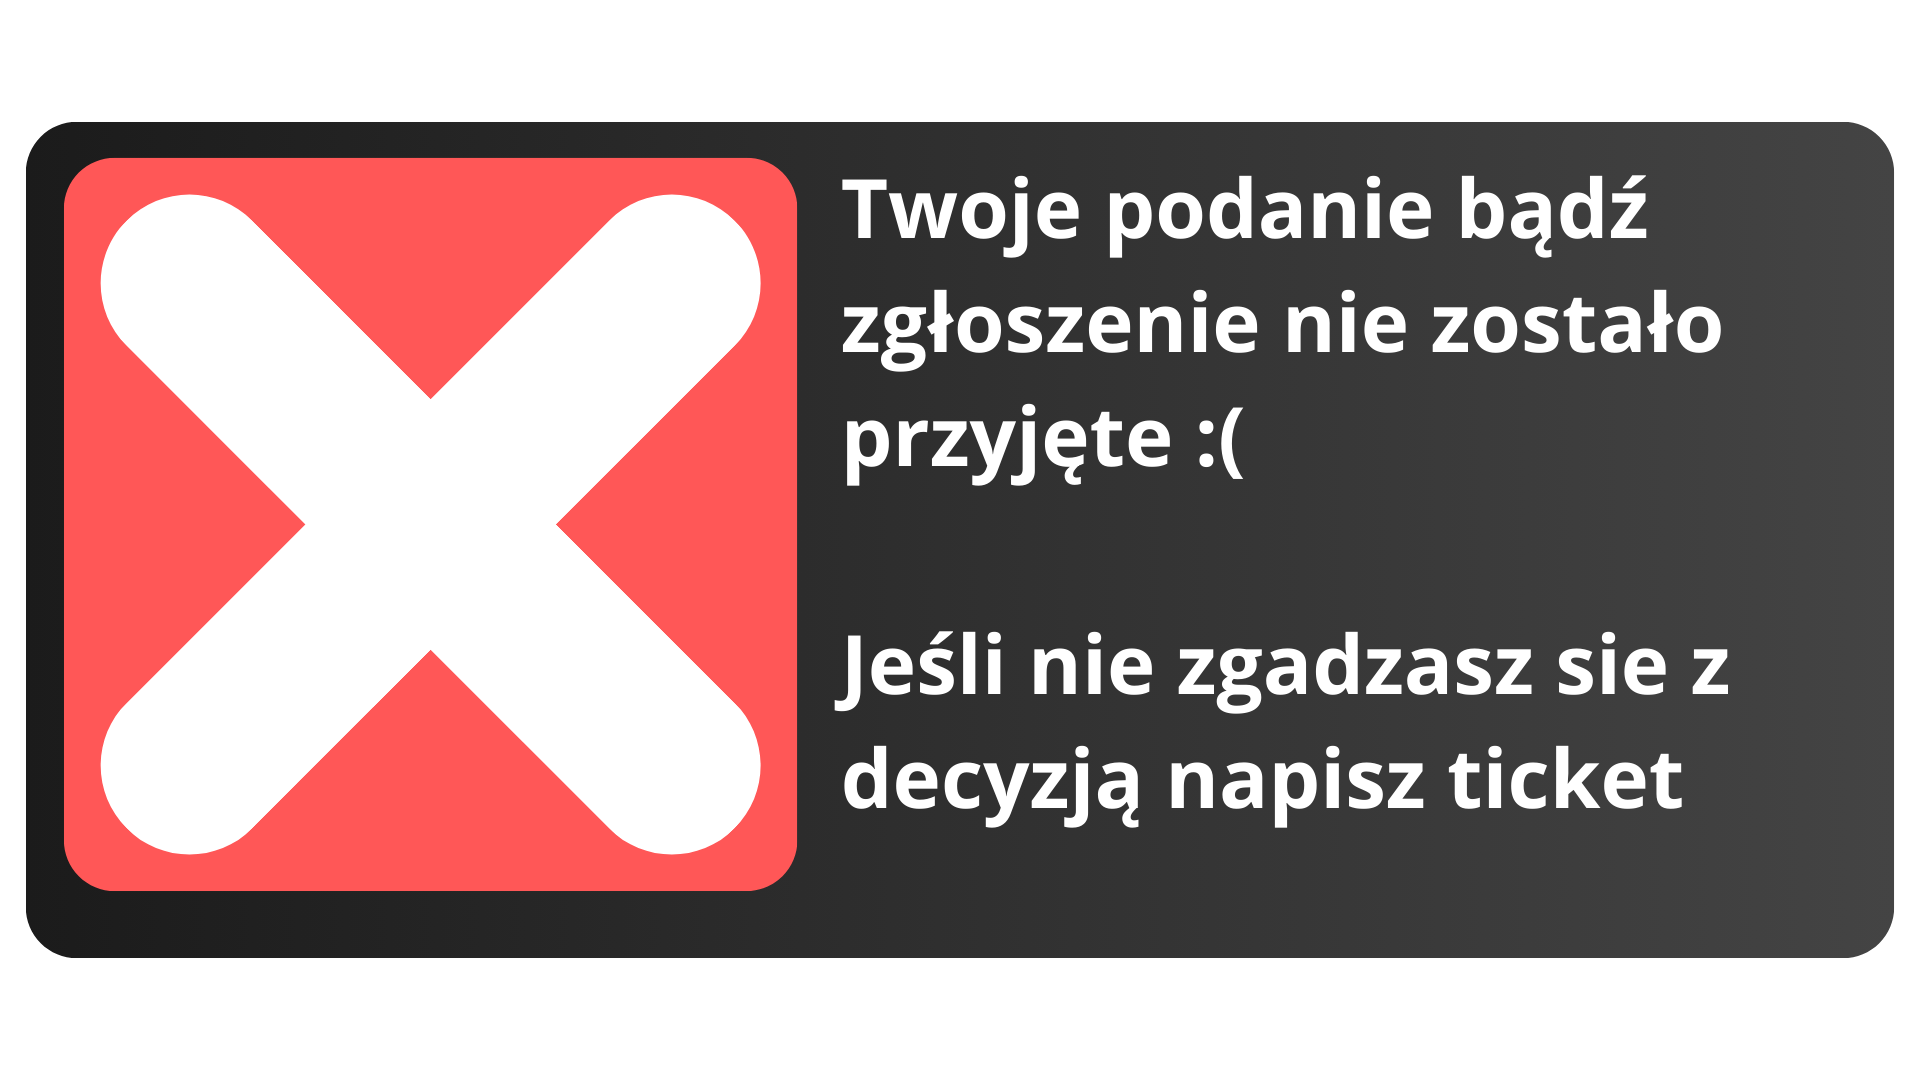 Twoje podanie bądź
zgłoszenie nie zostało
przyjęte :(
Jeśli nie zgadzasz sie z
decyzją napisz ticket